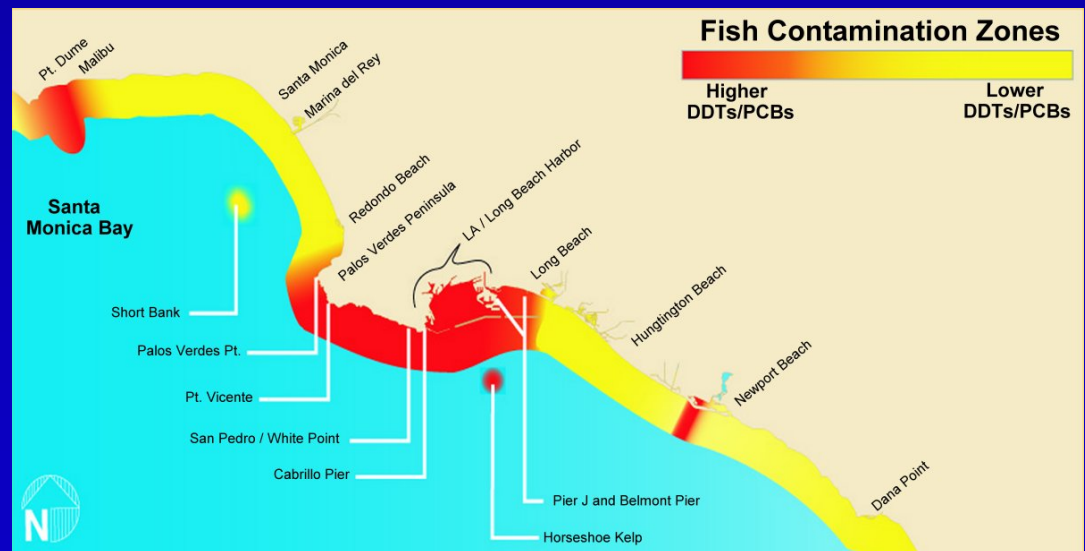 Fish Contamination Zones
Higher
DDTs/PCBs
Lower
DDTs/PCBs
Pt. Dume
Malibu
Santa Monica
Marina del Rey
Redondo Beach
Palos Verdes Peninsula
LA / Long Beach Harbor
Long Beach
Hungtington Beach
Newport Beach
Dana Point
Santa
Monica Bay
Short Bank
Palos Verdes Pt.
Pt. Vicente
San Pedro / White Point
Cabrillo Pier
Pier J and Belmont Pier
Horseshoe Kelp
N